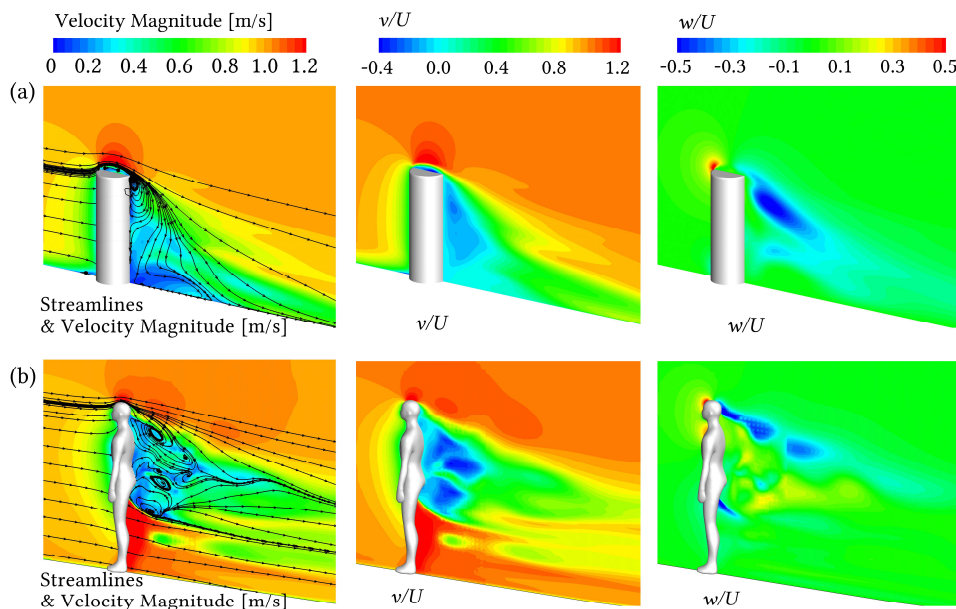 Velocity Magnitude [m/s]
v/U
w/U
0 0.2 0.4 0.6 0.8 1.0 1.2
-0.4 0.0 0.4 0.8 1.2
-0.5 -0.3 -0.1 0.1 0.3 0.5
(a)
Streamlines
& Velocity Magnitude [m/s]
v/U
w/U
(b)
Streamlines
& Velocity Magnitude [m/s]
v/U
w/U